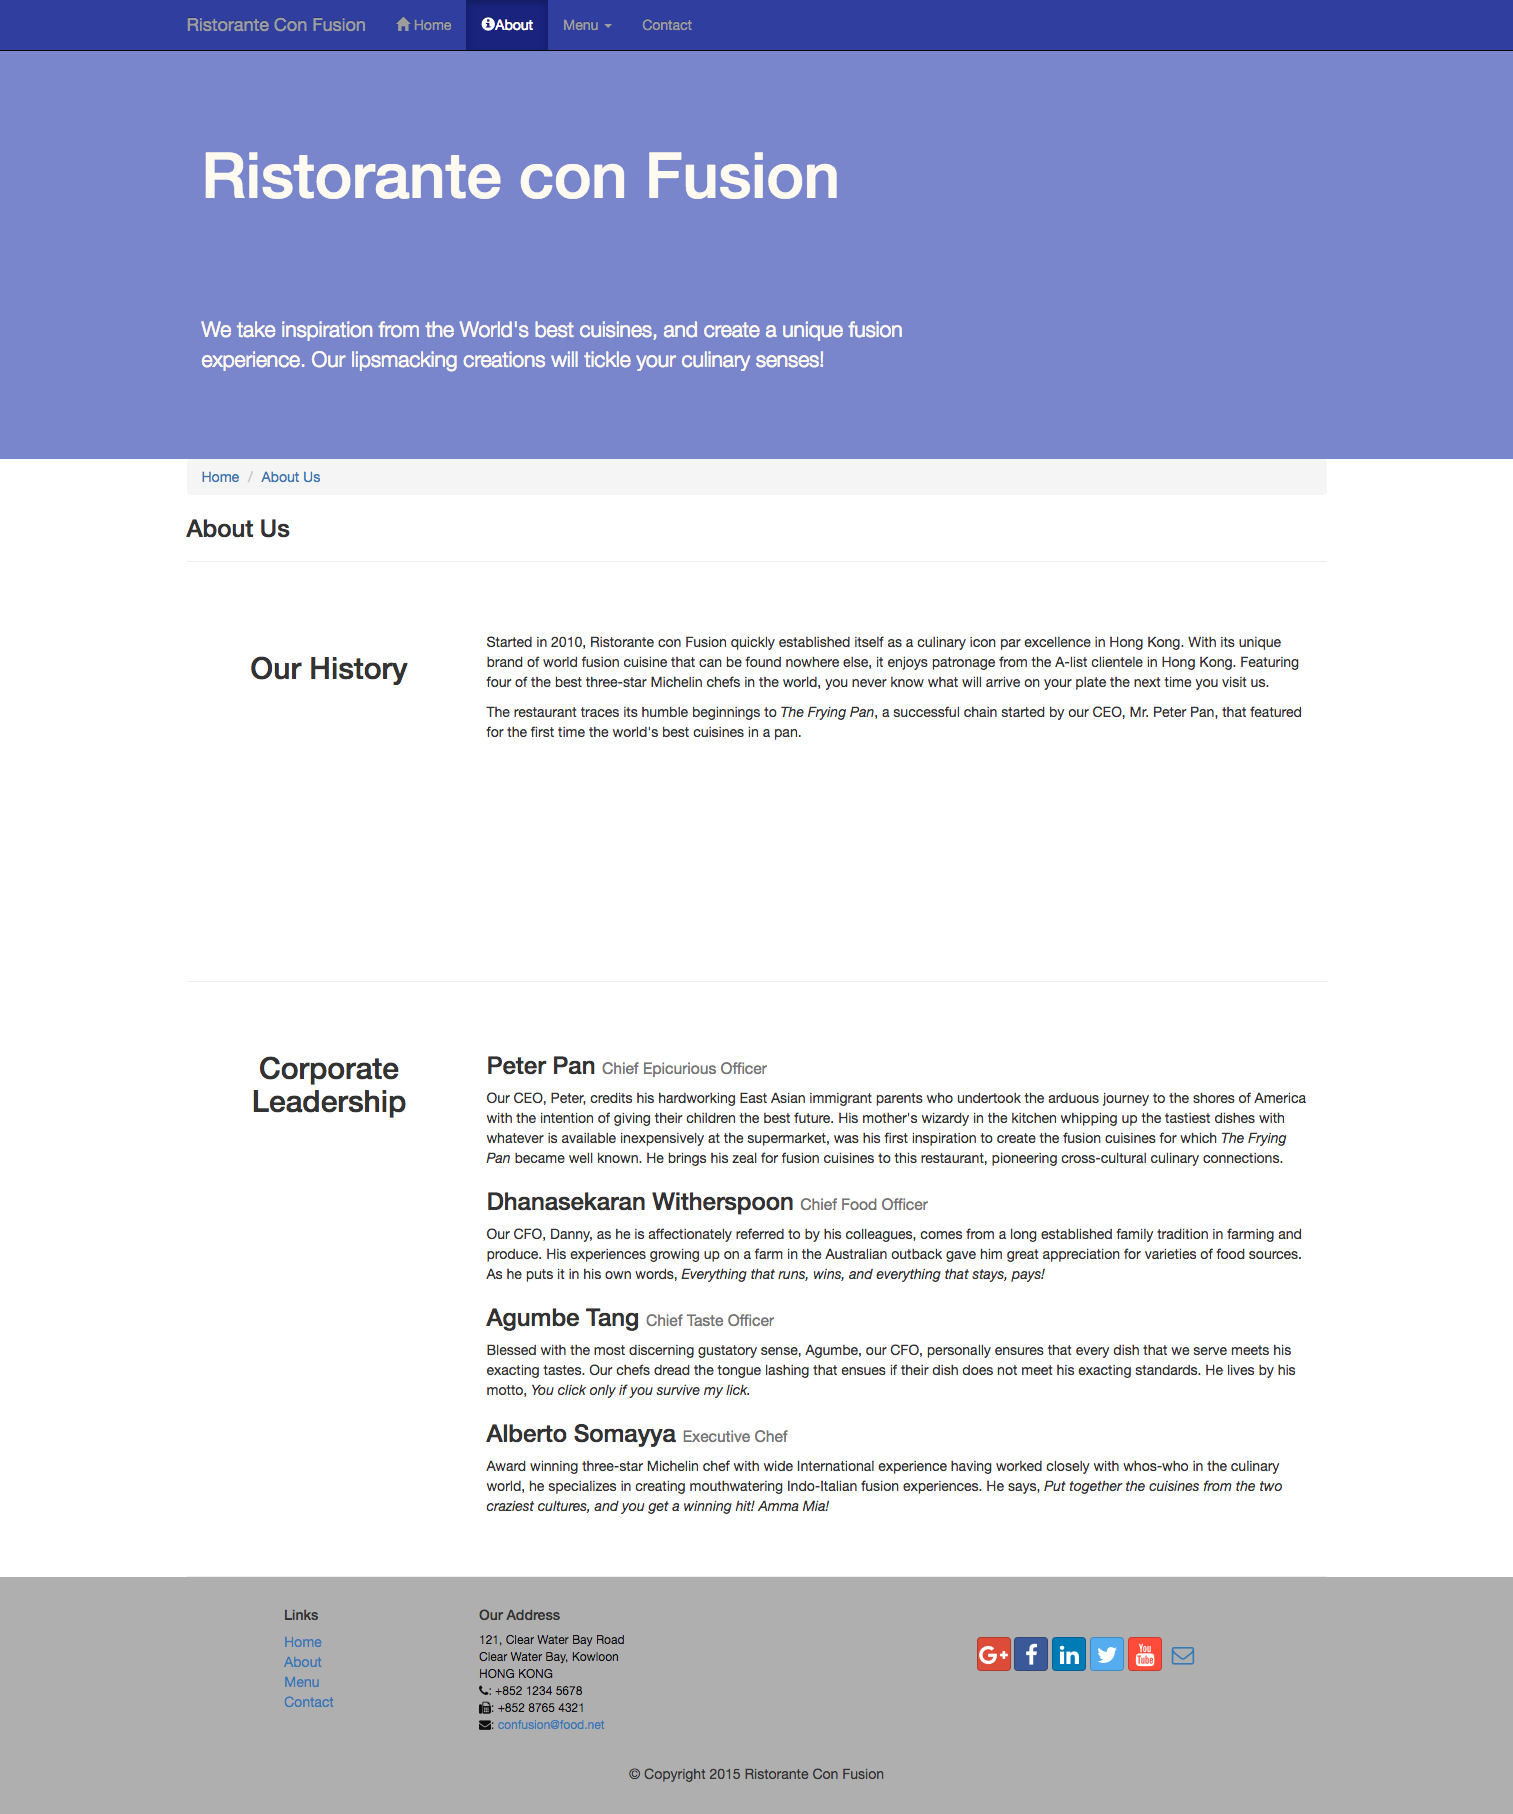 Ristorante Con Fusion Home About Menu Contact
Ristorante con Fusion
We take inspiration from the World's best cuisines, and create a unique fusion
experience. Our lipsmacking creations will tickle your culinary senses!
Home / About Us
About Us
Our History
Started in 2010, Ristorante con Fusion quickly established itself as a culinary icon par excellence in Hong Kong. With its unique
brand of world fusion cuisine that can be found nowhere else, it enjoys patronage from the A-list clientele in Hong Kong. Featuring
four of the best three-star Michelin chefs in the world, you never know what will arrive on your plate the next time you visit us.
The restaurant traces its humble beginnings to The Frying Pan, a successful chain started by our CEO, Mr. Peter Pan, that featured
for the first time the world's best cuisines in a pan.
Corporate
Leadership
Peter Pan Chief Epicurious Officer
Our CEO, Peter, credits his hardworking East Asian immigrant parents who undertook the arduous journey to the shores of America
with the intention of giving their children the best future. His mother's wizardy in the kitchen whipping up the tastiest dishes with
whatever is available inexpensively at the supermarket, was his first inspiration to create the fusion cuisines for which The Frying
Pan became well known. He brings his zeal for fusion cuisines to this restaurant, pioneering cross-cultural culinary connections.
Dhanasekaran Witherspoon Chief Food Officer
Our CFO, Danny, as he is affectionately referred to by his colleagues, comes from a long established family tradition in farming and
produce. His experiences growing up on a farm in the Australian outback gave him great appreciation for varieties of food sources.
As he puts it in his own words, Everything that runs, wins, and everything that stays, pays!
Agumbe Tang Chief Taste Officer
Blessed with the most discerning gustatory sense, Agumbe, our CFO, personally ensures that every dish that we serve meets his
exacting tastes. Our chefs dread the tongue lashing that ensues if their dish does not meet his exacting standards. He lives by his
motto, You click only if you survive my lick.
Alberto Somayya Executive Chef
Award winning three-star Michelin chef with wide International experience having worked closely with whos-who in the culinary
world, he specializes in creating mouthwatering Indo-Italian fusion experiences. He says, Put together the cuisines from the two
craziest cultures, and you get a winning hit! Amma Mia!
Links
Home
About
Menu
Contact
Our Address
121, Clear Water Bay Road
Clear Water Bay, Kowloon
HONG KONG
: +852 1234 5678
: +852 8765 4321
: confusion@food.net
G+ f in You Tube
© Copyright 2015 Ristorante Con Fusion